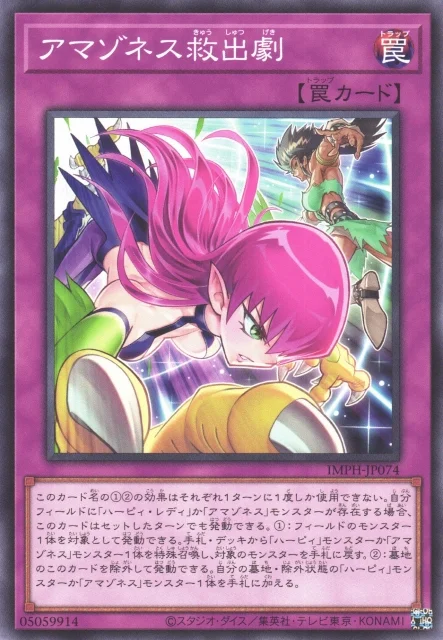 アマゾネス救出劇
罠
【罠カード】
IMPH-JP074
このカード名の①②の効果はそれぞれ1ターンに1度しか使用できない。自分
フィールドに「ハーピィ・レディ」か「アマゾネス」モンスターが存在する場合、
このカードはセットしたターンでも発動できる。①：フィールドのモンスター
1体を対象として発動できる。手札・デッキから「ハーピィ」モンスターか「アマ
ゾネス」モンスター1体を特殊召喚し、対象のモンスターを手札に戻す。②：墓地
のこのカードを除外して発動できる。自分の墓地・除外状態の「ハーピィ」モン
スターか「アマゾネス」モンスター1体を手札に加える。
05059914
©スタジオ・ダイス/集英社・テレビ東京・KONAMI